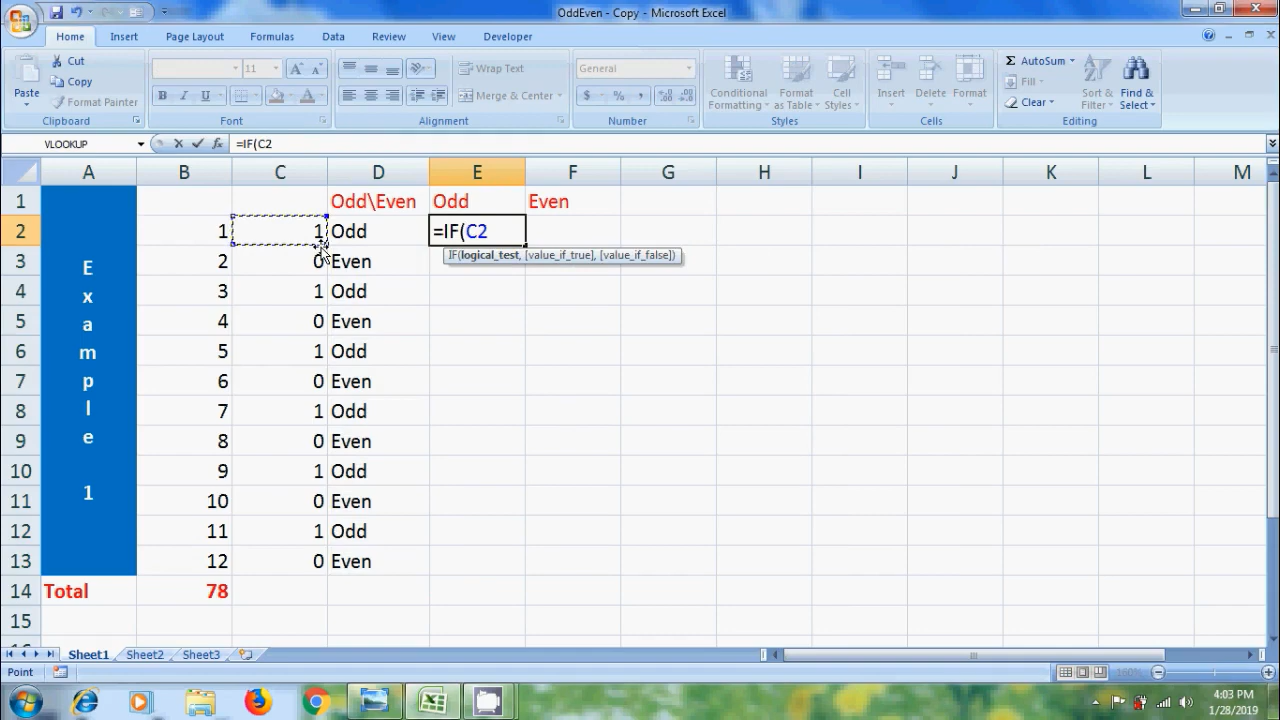 OddEven - Copy - Microsoft Excel
Home Insert Page Layout Formulas Data Review View Developer
Paste Cut Copy Format Painter Clipboard
11 A A B I U A Font
Wrap Text Merge & Center Alignment
General $ % , Number
Conditional Formatting Format as Table Cell Styles Styles
Insert Delete Format Cells
Σ AutoSum Fill Clear Sort & Filter Find & Select Editing
VLOOKUP fx =IF(C2
A B C D E F G H I J K L M
1 Odd\Even Odd Even
2 1 1 Odd =IF(C2
IF(logical_test, [value_if_true], [value_if_false])
3 2 0 Even
4 3 1 Odd
5 4 0 Even
6 5 1 Odd
7 6 0 Even
8 7 1 Odd
9 8 0 Even
10 9 1 Odd
11 10 0 Even
12 11 1 Odd
13 12 0 Even
E
x
a
m
p
l
e
1
14 Total 78
15
16
Sheet1 Sheet2 Sheet3
Point 160%
4:03 PM
1/28/2019